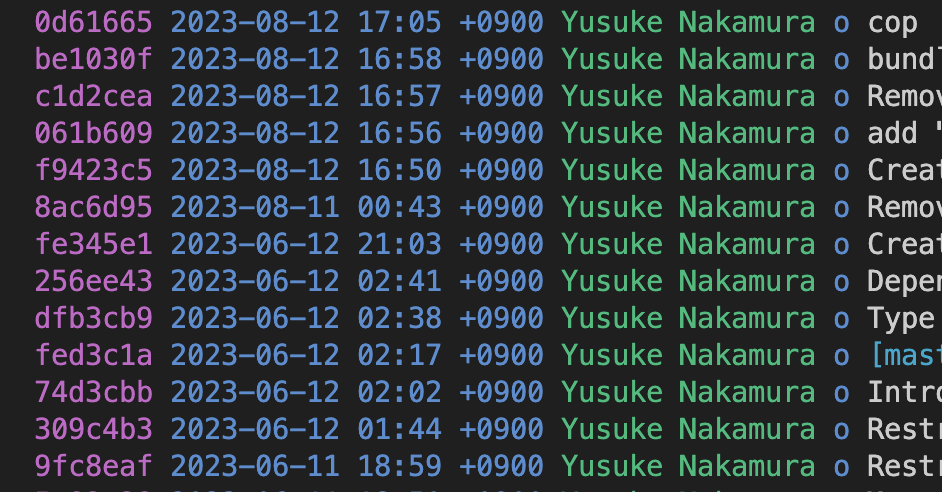 0d61665 2023-08-12 17:05 +0900 Yusuke Nakamura o cop
be1030f 2023-08-12 16:58 +0900 Yusuke Nakamura o bundl
c1d2cea 2023-08-12 16:57 +0900 Yusuke Nakamura o Remov
061b609 2023-08-12 16:56 +0900 Yusuke Nakamura o add '
f9423c5 2023-08-12 16:50 +0900 Yusuke Nakamura o Creat
8ac6d95 2023-08-11 00:43 +0900 Yusuke Nakamura o Remov
fe345e1 2023-06-12 21:03 +0900 Yusuke Nakamura o Creat
256ee43 2023-06-12 02:41 +0900 Yusuke Nakamura o Depen
dfb3cb9 2023-06-12 02:38 +0900 Yusuke Nakamura o Type
fed3c1a 2023-06-12 02:17 +0900 Yusuke Nakamura o [mast
74d3cbb 2023-06-12 02:02 +0900 Yusuke Nakamura o Intro
309c4b3 2023-06-12 01:44 +0900 Yusuke Nakamura o Restr
9fc8eaf 2023-06-11 18:59 +0900 Yusuke Nakamura o Restr